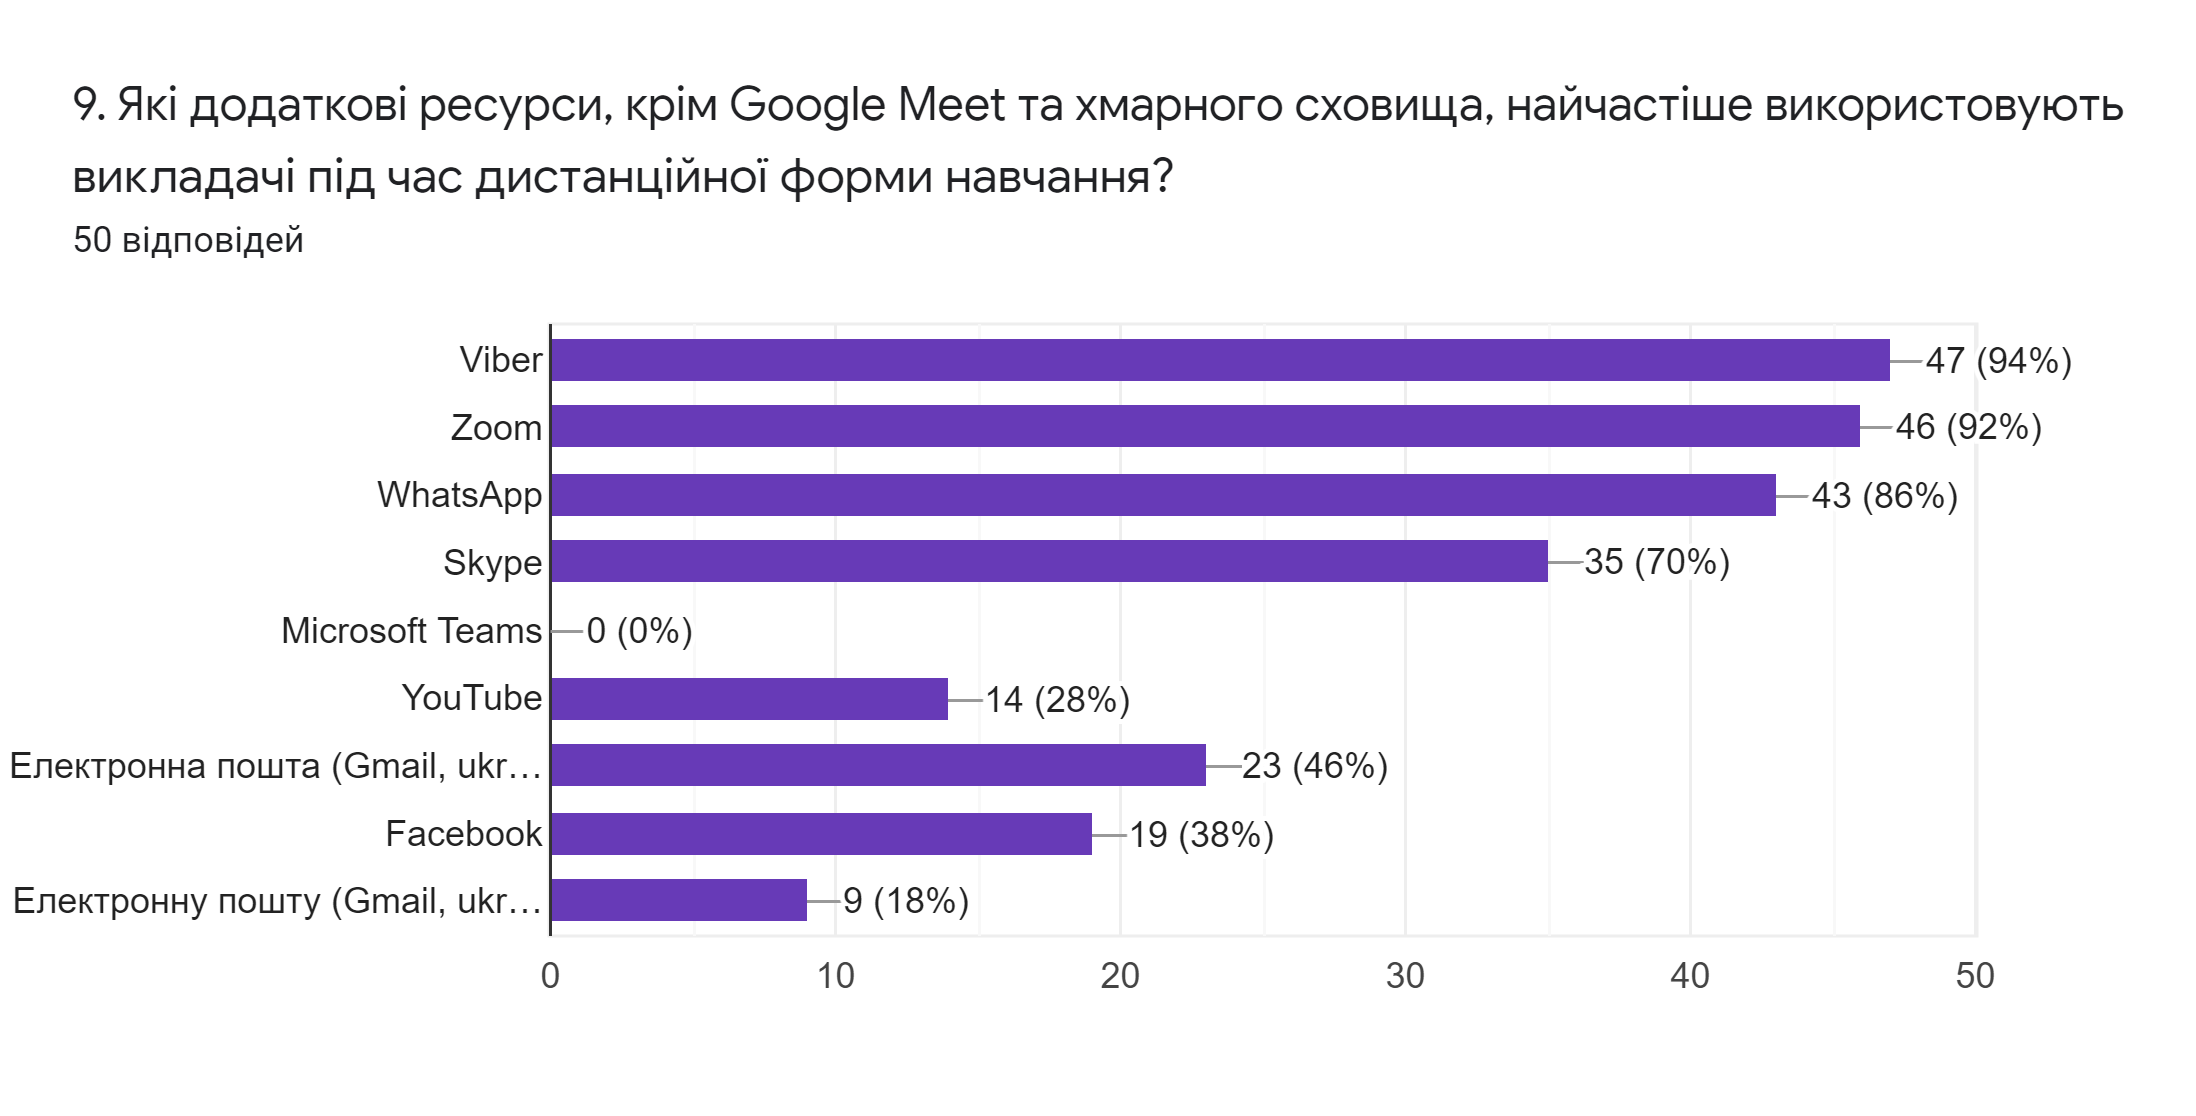 9. Які додаткові ресурси, крім Google Meet та хмарного сховища, найчастіше використовують
викладачі під час дистанційної форми навчання?
50 відповідей
Viber 47 (94%)
Zoom 46 (92%)
WhatsApp 43 (86%)
Skype 35 (70%)
Microsoft Teams 0 (0%)
YouTube 14 (28%)
Електронна пошта (Gmail, ukr… 23 (46%)
Facebook 19 (38%)
Електронну пошту (Gmail, ukr… 9 (18%)
0 10 20 30 40 50